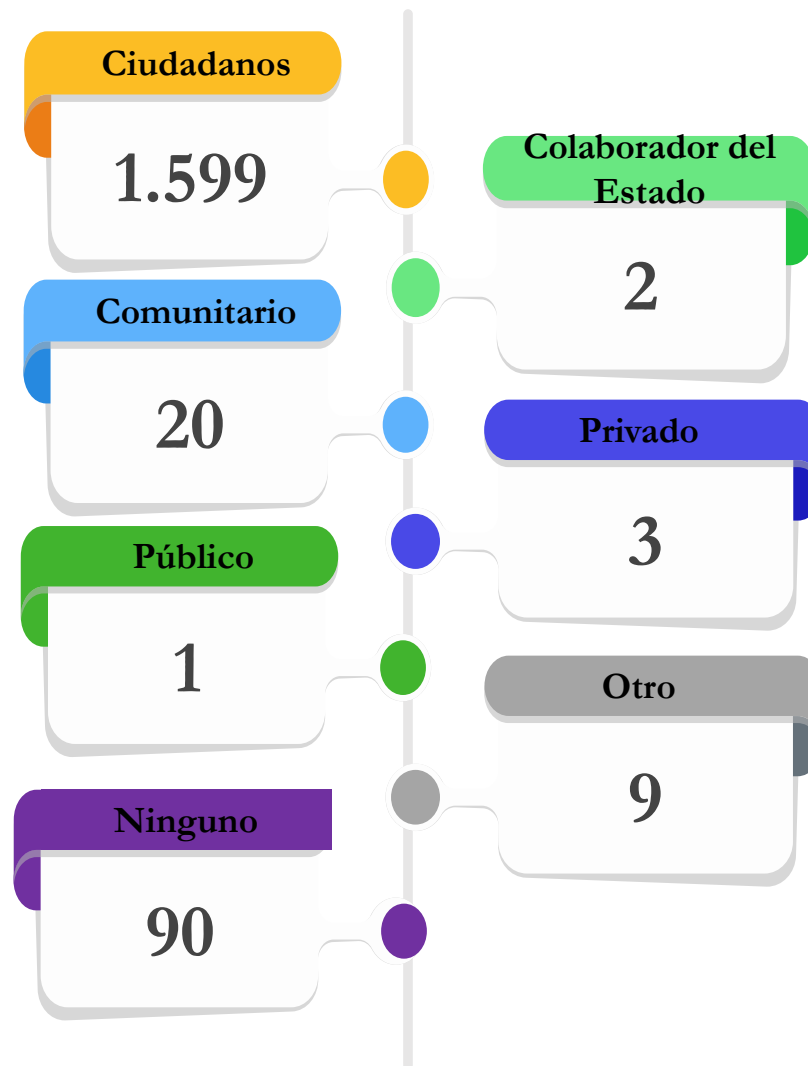 Ciudadanos
1.599
Colaborador del
Estado
2
Comunitario
20
Privado
3
Público
1
Otro
9
Ninguno
90